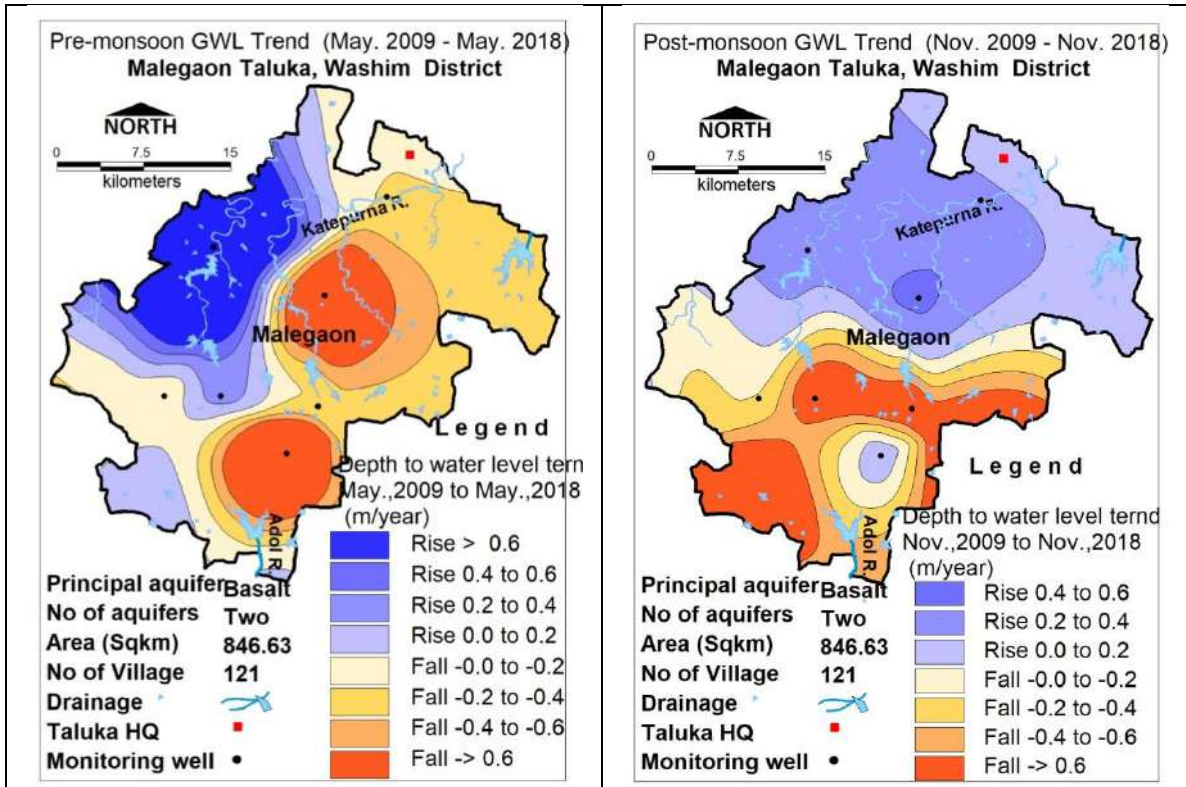 Pre-monsoon GWL Trend (May. 2009 - May. 2018)
Malegaon Taluka, Washim District
NORTH
0 7.5 15
kilometers
Katepurna R.
Malegaon
Adol R.
Legend
Depth to water level tern
May.,2009 to May.,2018
(m/year)
Rise > 0.6
Rise 0.4 to 0.6
Rise 0.2 to 0.4
Rise 0.0 to 0.2
Fall -0.0 to -0.2
Fall -0.2 to -0.4
Fall -0.4 to -0.6
Fall -> 0.6
Principal aquifer Basalt
No of aquifers Two
Area (Sqkm) 846.63
No of Village 121
Drainage
Taluka HQ
Monitoring well
Post-monsoon GWL Trend (Nov. 2009 - Nov. 2018)
Malegaon Taluka, Washim District
NORTH
0 7.5 15
kilometers
Katepurna R.
Malegaon
Adol R.
Legend
Depth to water level ternd
Nov.,2009 to Nov.,2018
(m/year)
Rise 0.4 to 0.6
Rise 0.2 to 0.4
Rise 0.0 to 0.2
Fall -0.0 to -0.2
Fall -0.2 to -0.4
Fall -0.4 to -0.6
Fall -> 0.6
Principal aquifer Basalt
No of aquifers Two
Area (Sqkm) 846.63
No of Village 121
Drainage
Taluka HQ
Monitoring well